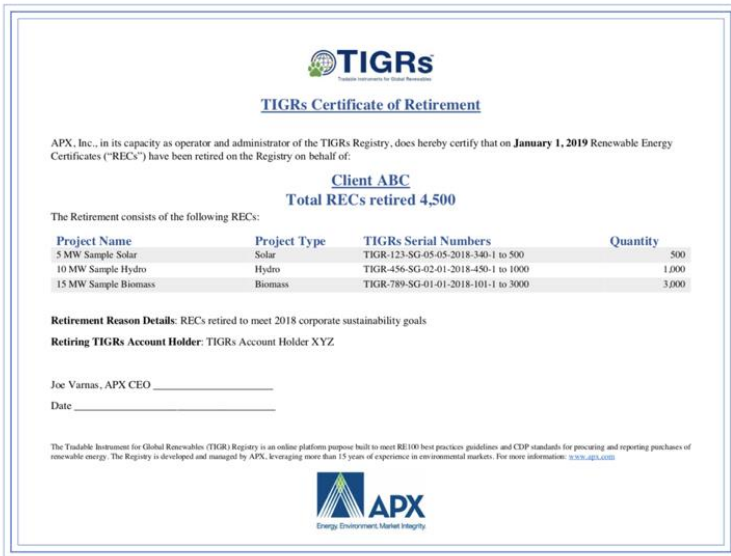 TIGRs™
Tradable Instruments for Global Renewables
TIGRs Certificate of Retirement
APX, Inc., in its capacity as operator and administrator of the TIGRs Registry, does hereby certify that on January 1, 2019 Renewable Energy
Certificates (“RECs”) have been retired on the Registry on behalf of:
Client ABC
Total RECs retired 4,500
The Retirement consists of the following RECs:
Project Name Project Type TIGRs Serial Numbers Quantity
5 MW Sample Solar Solar TIGR-123-SG-05-05-2018-340-1 to 500 500
10 MW Sample Hydro Hydro TIGR-456-SG-02-01-2018-450-1 to 1000 1,000
15 MW Sample Biomass Biomass TIGR-789-SG-01-01-2018-101-1 to 3000 3,000
Retirement Reason Details: RECs retired to meet 2018 corporate sustainability goals
Retiring TIGRs Account Holder: TIGRs Account Holder XYZ
Joe Varnas, APX CEO ______________________
Date ______________________
The Tradable Instrument for Global Renewables (TIGR) Registry is an online platform purpose built to meet RE100 best practices guidelines and CDP standards for procuring and reporting purchases of
renewable energy. The Registry is developed and managed by APX, leveraging more than 15 years of experience in environmental markets. For more information: www.apx.com
APX
Energy. Environment. Market Integrity.